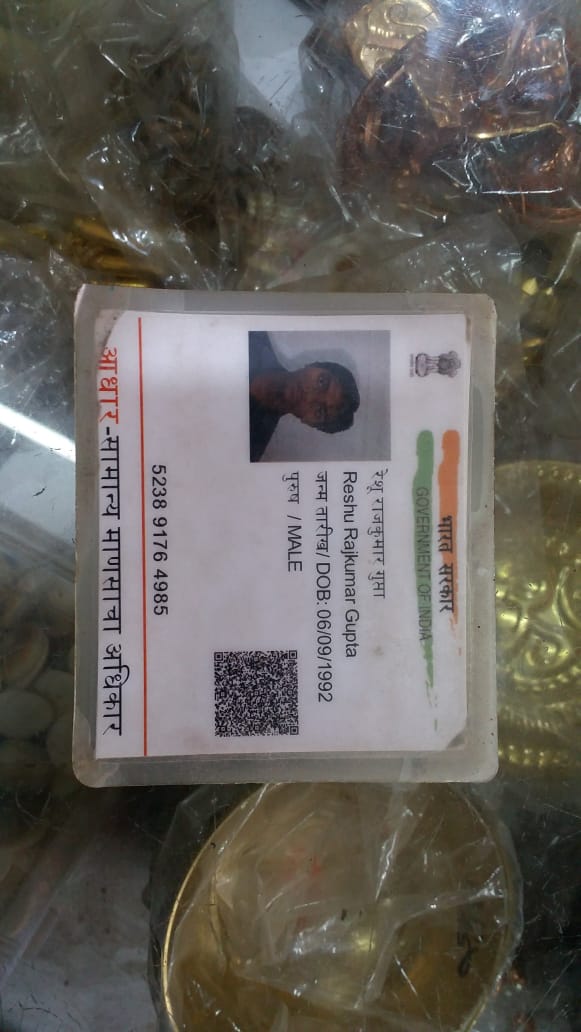 भारत सरकार
GOVERNMENT OF INDIA
रेशु राजकुमार गुप्ता
Reshu Rajkumar Gupta
जन्म तारीख/ DOB: 06/09/1992
पुरुष / MALE
5238 9176 4985
आधार-सामान्य माणसाचा अधिकार